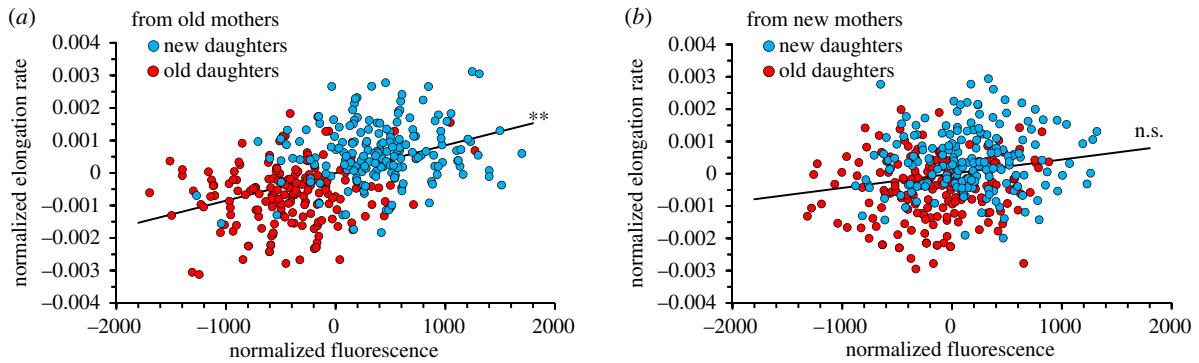 (a)
from old mothers
new daughters
old daughters
normalized elongation rate
0.004
0.003
0.002
0.001
0
−0.001
−0.002
−0.003
−0.004
**
−2000 −1000 0 1000 2000
normalized fluorescence
(b)
from new mothers
new daughters
old daughters
normalized elongation rate
0.004
0.003
0.002
0.001
0
−0.001
−0.002
−0.003
−0.004
n.s.
−2000 −1000 0 1000 2000
normalized fluorescence